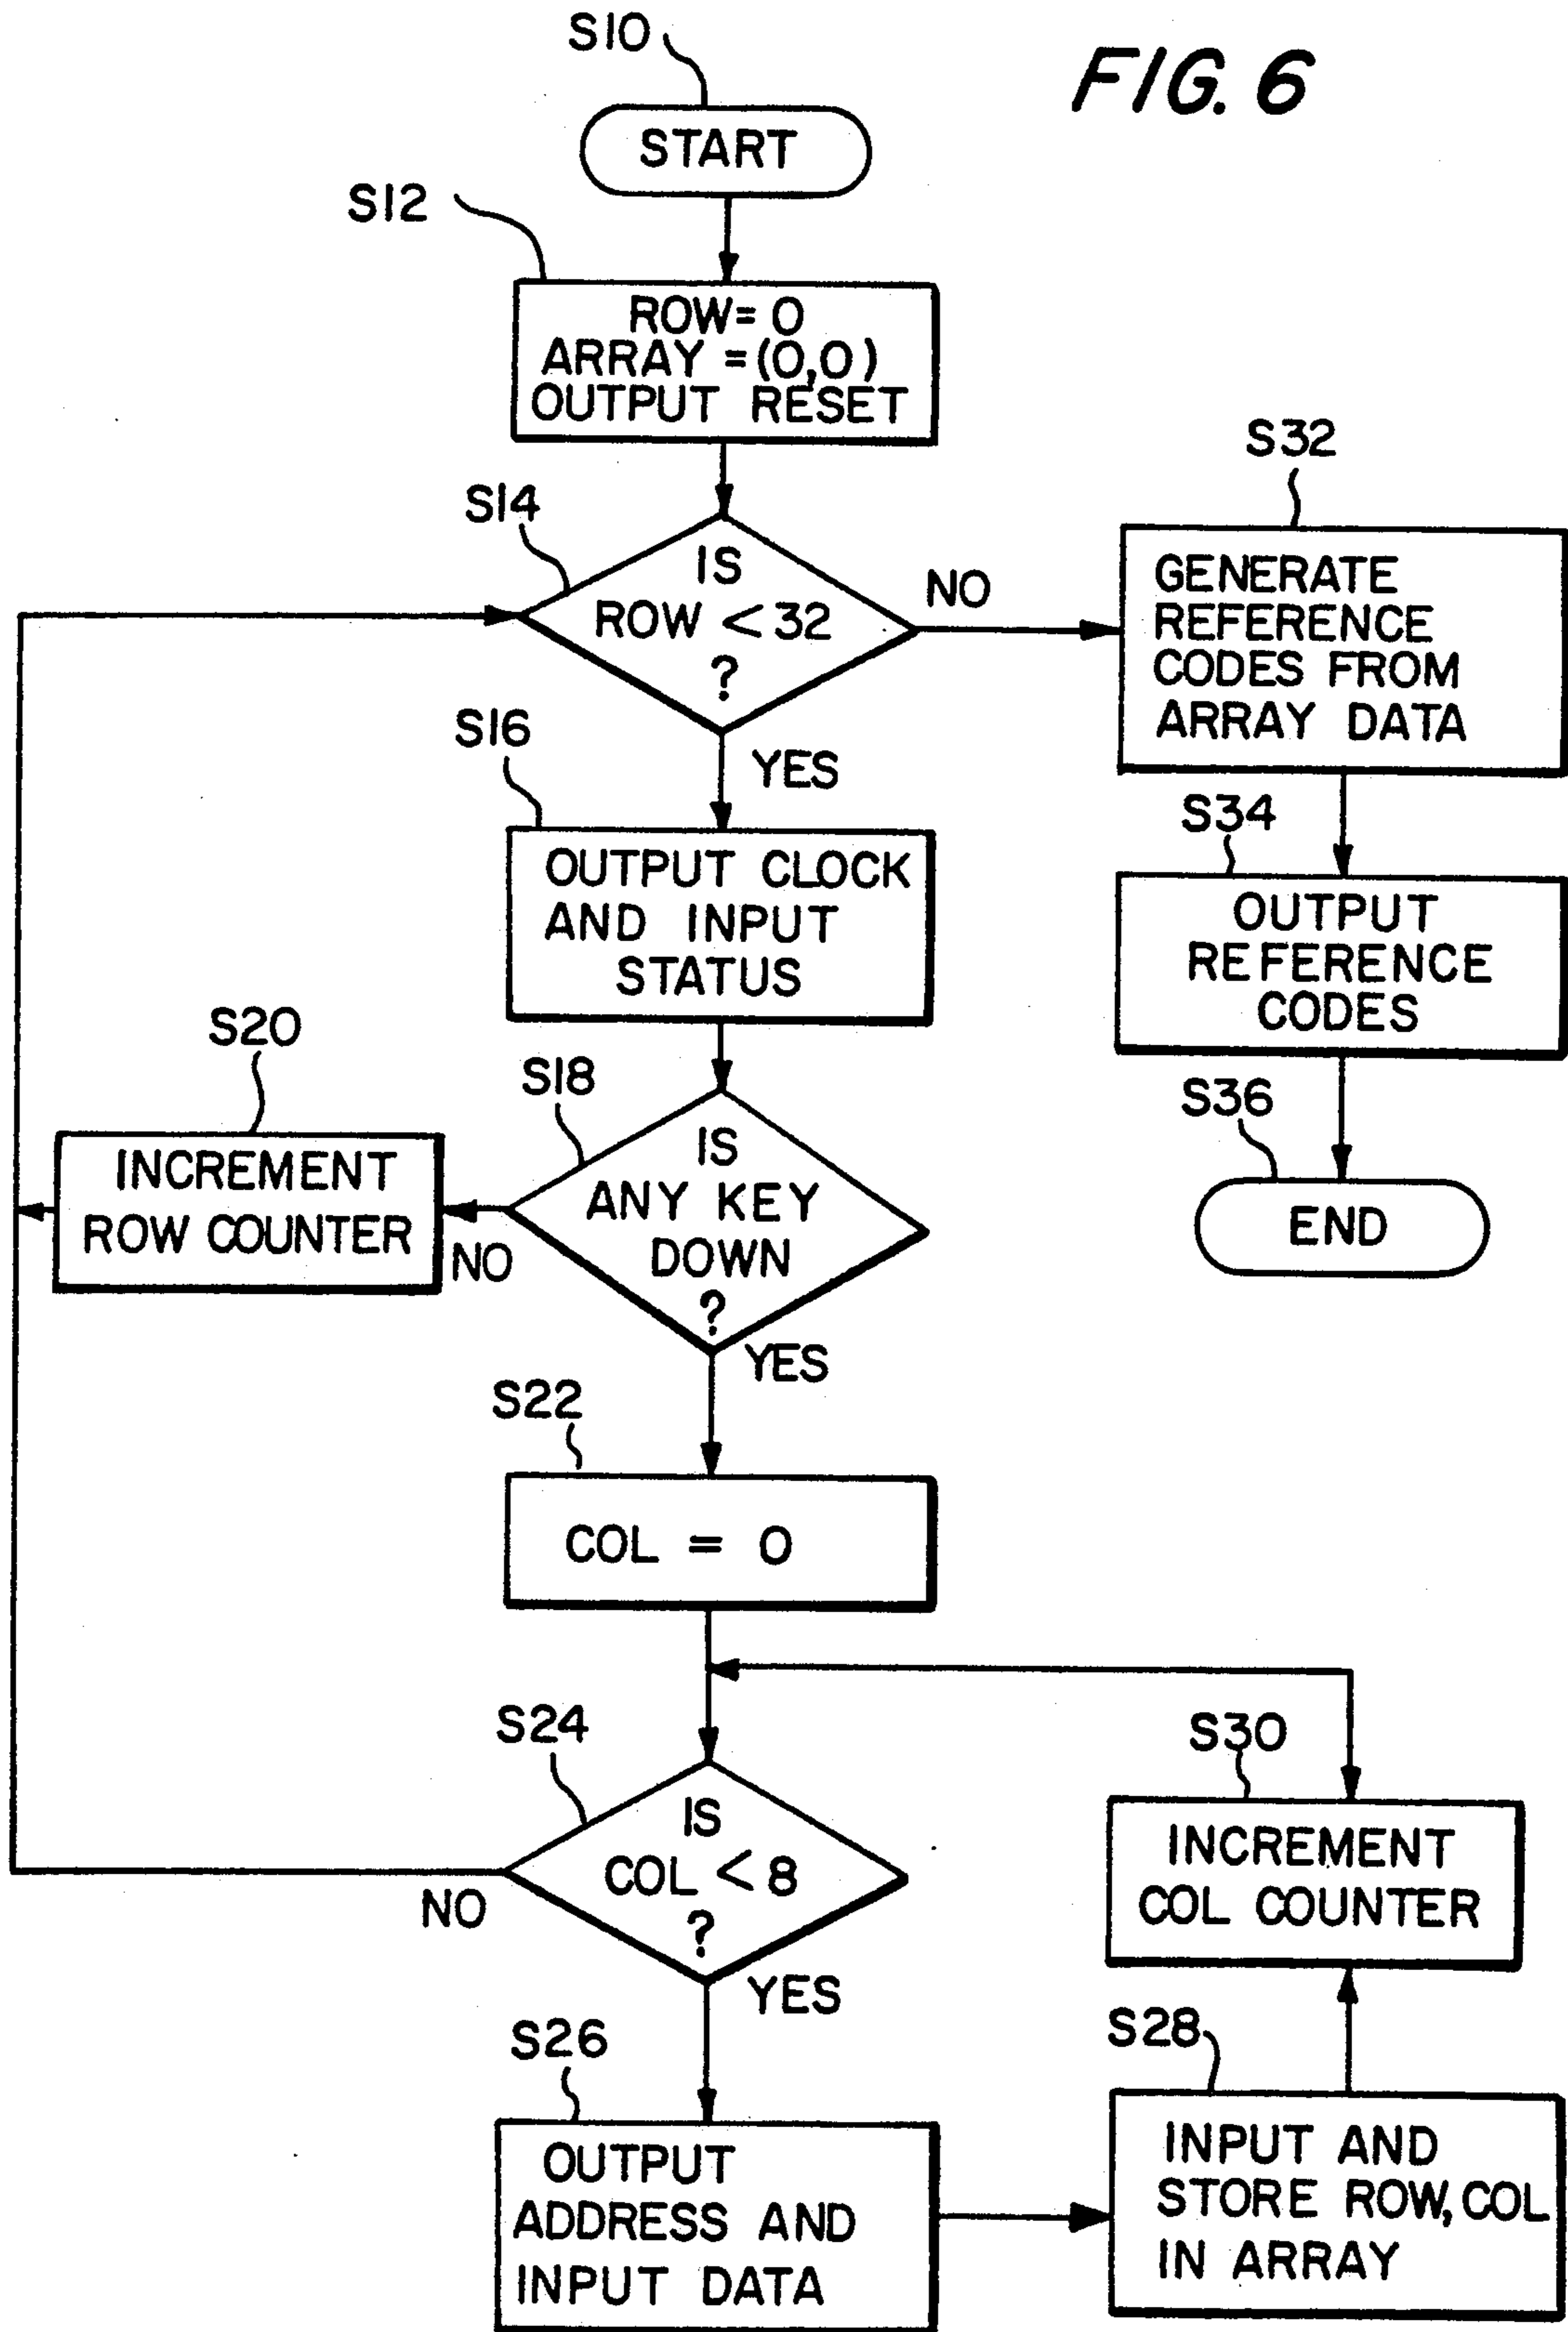 FIG. 6
S10
START
S12
ROW= 0
ARRAY =(0,0)
OUTPUT RESET
S14
IS
ROW < 32
?
NO
YES
S32
GENERATE
REFERENCE
CODES FROM
ARRAY DATA
S16
OUTPUT CLOCK
AND INPUT
STATUS
S34
OUTPUT
REFERENCE
CODES
S18
IS
ANY KEY
DOWN
?
NO
YES
S20
INCREMENT
ROW COUNTER
S36
END
S22
COL = 0
S24
IS
COL < 8
?
NO
YES
S30
INCREMENT
COL COUNTER
S26
OUTPUT
ADDRESS AND
INPUT DATA
S28
INPUT AND
STORE ROW, COL
IN ARRAY